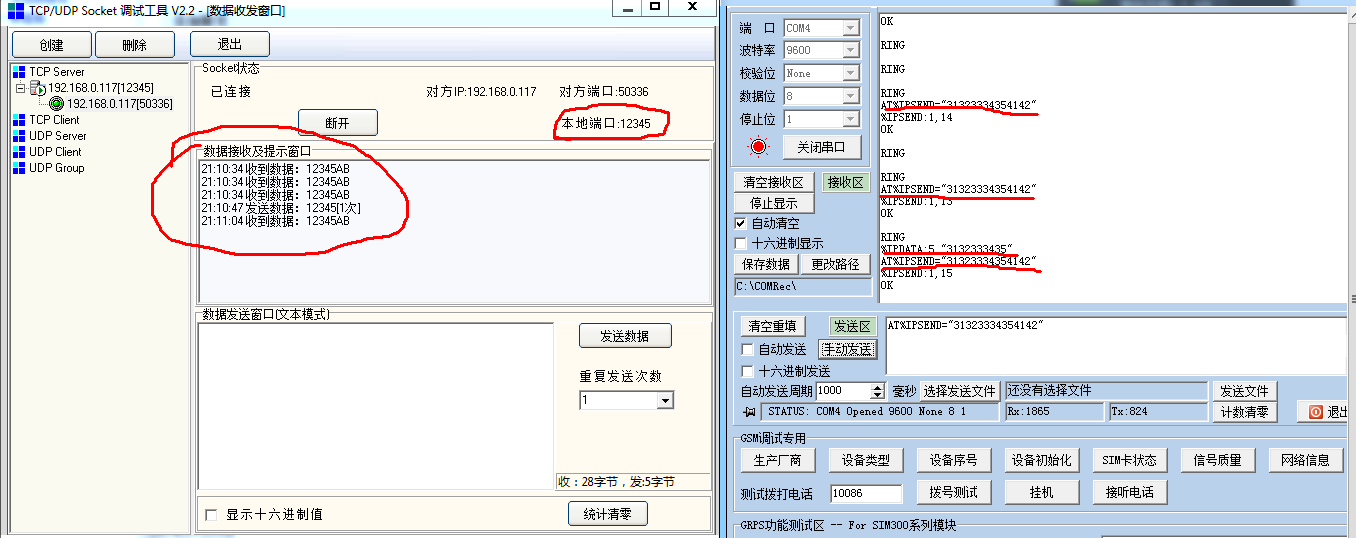 TCP/UDP Socket 调试工具 V2.2 - [数据收发窗口]
创建 删除 退出
TCP Server
192.168.0.117[12345]
192.168.0.117[50336]
TCP Client
UDP Server
UDP Client
UDP Group
Socket状态
已连接 对方IP:192.168.0.117 对方端口:50336
断开 本地端口:12345
数据接收及提示窗口
21:10:34 收到数据：12345AB
21:10:34 收到数据：12345AB
21:10:34 收到数据：12345AB
21:10:47 发送数据：12345[1次]
21:11:04 收到数据：12345AB
数据发送窗口(文本模式)
发送数据
重复发送次数
1
收：28字节，发:5字节
显示十六进制值 统计清零
端 口 COM4
波特率 9600
校验位 None
数据位 8
停止位 1
关闭串口
清空接收区 接收区
停止显示
自动清空
十六进制显示
保存数据 更改路径
C:\COMRec\
OK
RING
RING
RING
AT%IPSEND="31323334354142"
%IPSEND:1,14
OK
RING
RING
AT%IPSEND="31323334354142"
%IPSEND:1,13
OK
RING
%IPDATA:5,"3132333435"
AT%IPSEND="31323334354142"
%IPSEND:1,15
OK
清空重填 发送区
AT%IPSEND="31323334354142"
自动发送 手动发送
十六进制发送
自动发送周期 1000 毫秒 选择发送文件 还没有选择文件 发送文件
STATUS: COM4 Opened 9600 None 8 1 Rx:1865 Tx:824 计数清零 退出
GSM调试专用
生产厂商 设备类型 设备序号 设备初始化 SIM卡状态 信号质量 网络信息
测试拨打电话 10086 拨号测试 挂机 接听电话
GRPS功能测试区 -- For SIM300系列模块